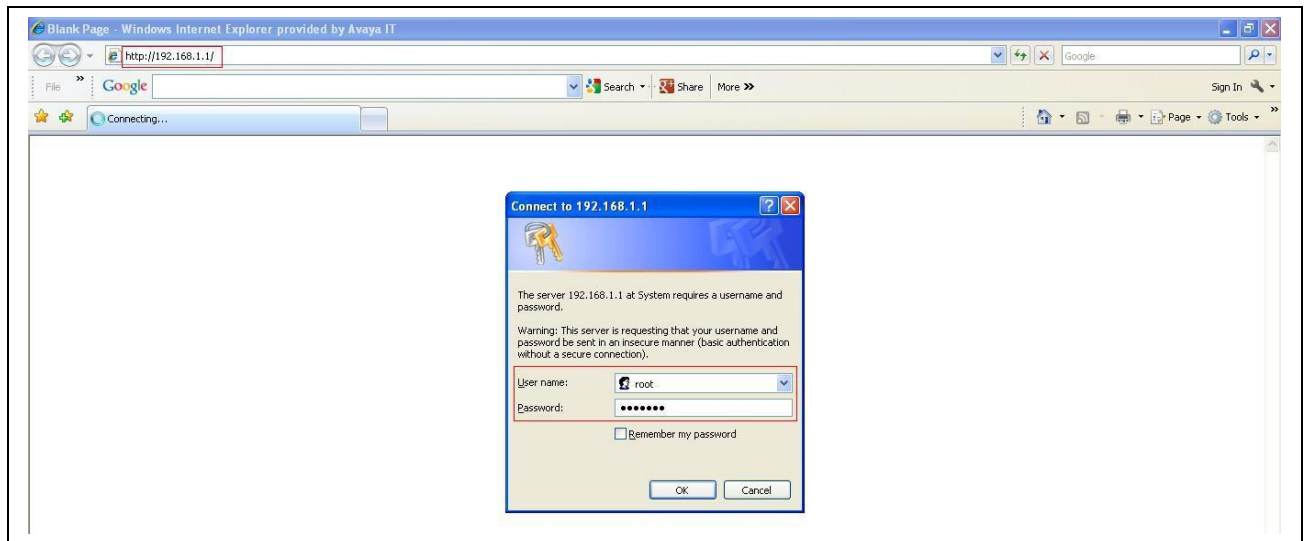 Blank Page - Windows Internet Explorer provided by Avaya IT
http://192.168.1.1/
Google
File » Google Search Share More » Sign In
Connecting... Page Tools »
Connect to 192.168.1.1
The server 192.168.1.1 at System requires a username and
password.
Warning: This server is requesting that your username and
password be sent in an insecure manner (basic authentication
without a secure connection).
User name: root
Password: •••••••
Remember my password
OK Cancel